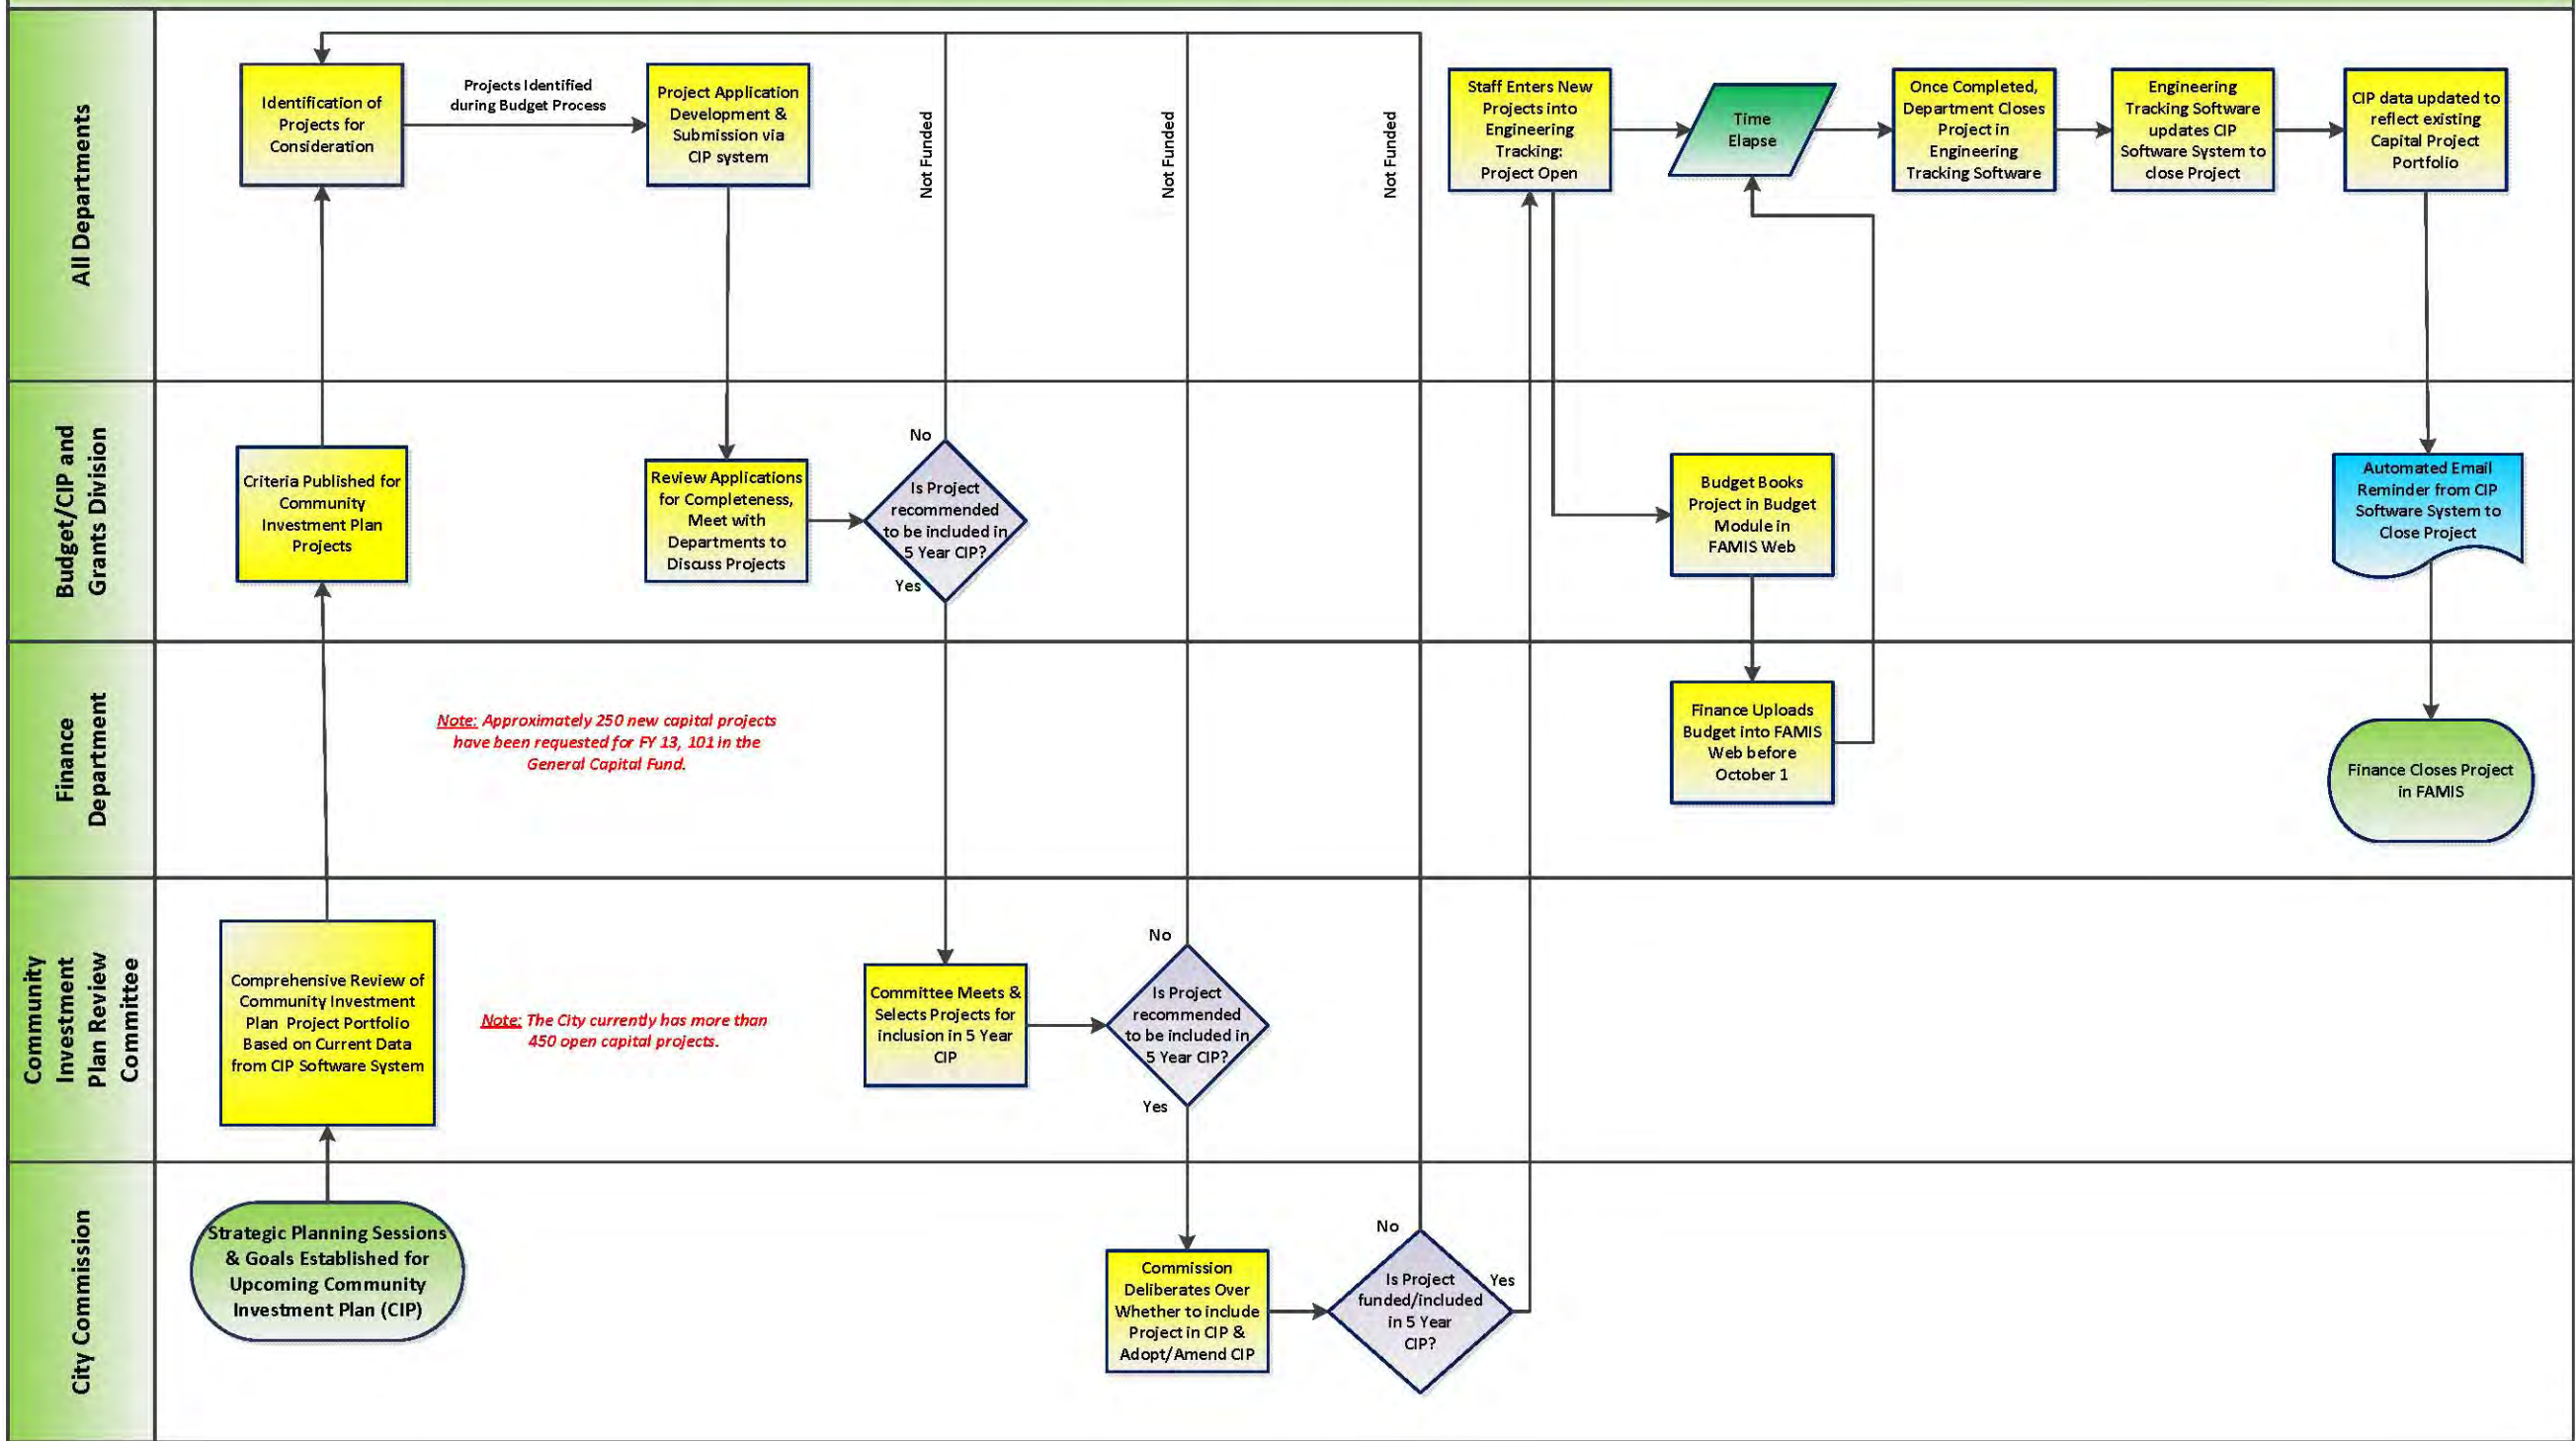 All Departments
Identification of
Projects for
Consideration
Projects Identified
during Budget Process
Project Application
Development &
Submission via
CIP system
Not Funded
Not Funded
Not Funded
Staff Enters New
Projects into
Engineering
Tracking:
Project Open
Time
Elapse
Once Completed,
Department Closes
Project in
Engineering
Tracking Software
Engineering
Tracking Software
updates CIP
Software System to
close Project
CIP data updated to
reflect existing
Capital Project
Portfolio
Budget/CIP and
Grants Division
Criteria Published for
Community
Investment Plan
Projects
Review Applications
for Completeness,
Meet with
Departments to
Discuss Projects
No
Is Project
recommended
to be included in
5 Year CIP?
Yes
Budget Books
Project in Budget
Module in
FAMIS Web
Automated Email
Reminder from CIP
Software System to
Close Project
Finance
Department
Note: Approximately 250 new capital projects
have been requested for FY 13, 101 in the
General Capital Fund.
Finance Uploads
Budget into FAMIS
Web before
October 1
Finance Closes Project
in FAMIS
Community
Investment
Plan Review
Committee
Comprehensive Review of
Community Investment
Plan Project Portfolio
Based on Current Data
from CIP Software System
Note: The City currently has more than
450 open capital projects.
Committee Meets &
Selects Projects for
inclusion in 5 Year
CIP
No
Is Project
recommended
to be included in
5 Year CIP?
Yes
City Commission
Strategic Planning Sessions
& Goals Established for
Upcoming Community
Investment Plan (CIP)
Commission
Deliberates Over
Whether to include
Project in CIP &
Adopt/Amend CIP
No
Is Project
funded/included
in 5 Year
CIP?
Yes